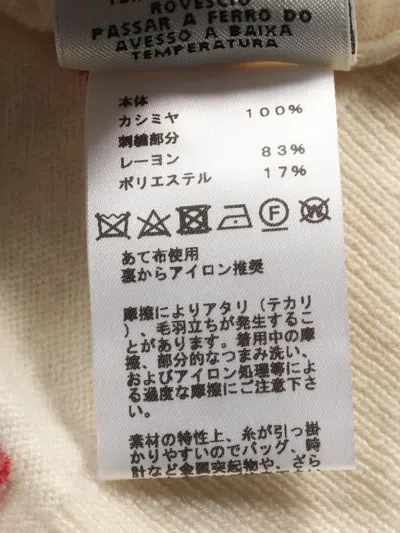 ROVESCIO
PASSAR A FERRO DO
AVESSO A BAIXA
TEMPERATURA
本体
カシミヤ 100%
刺繍部分
レーヨン 83%
ポリエステル 17%
F W
あて布使用
裏からアイロン推奨
摩擦によりアタリ（テカリ
）、毛羽立ちが発生するこ
とがあります。着用中の摩
擦、部分的なつまみ洗い、
およびアイロン処理等によ
る過度な摩擦にご注意下さ
い。
素材の特性上、糸が引っ掛
かりやすいのでバッグ、時
計など金属突起物や、ざら